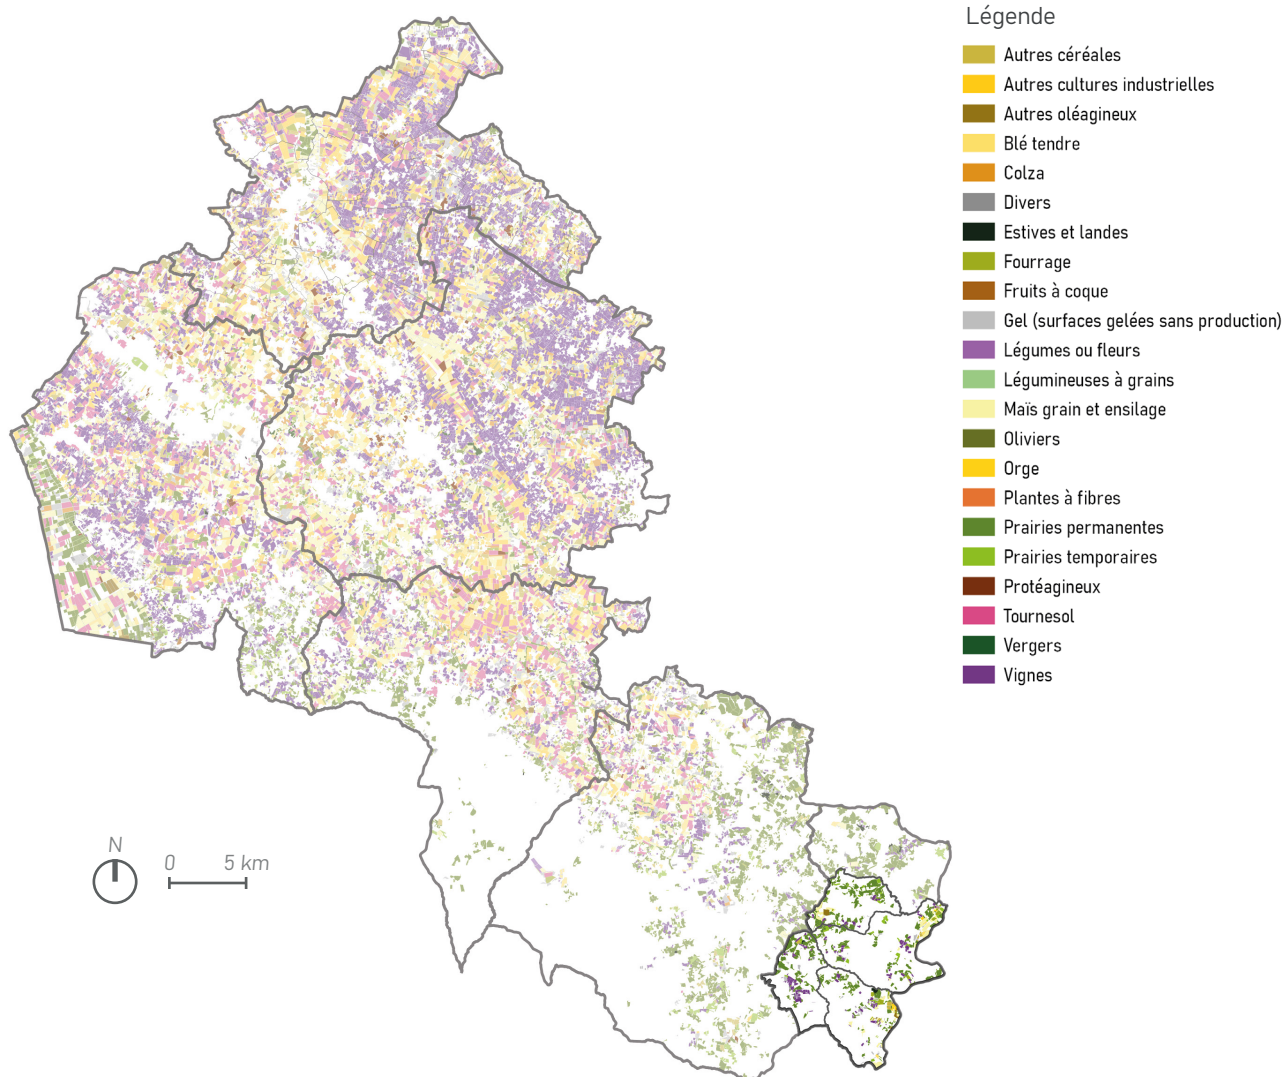 Légende
Autres céréales
Autres cultures industrielles
Autres oléagineux
Blé tendre
Colza
Divers
Estives et landes
Fourrage
Fruits à coque
Gel (surfaces gelées sans production)
Légumes ou fleurs
Légumineuses à grains
Maïs grain et ensilage
Oliviers
Orge
Plantes à fibres
Prairies permanentes
Prairies temporaires
Protéagineux
Tournesol
Vergers
Vignes
N
0 5 km